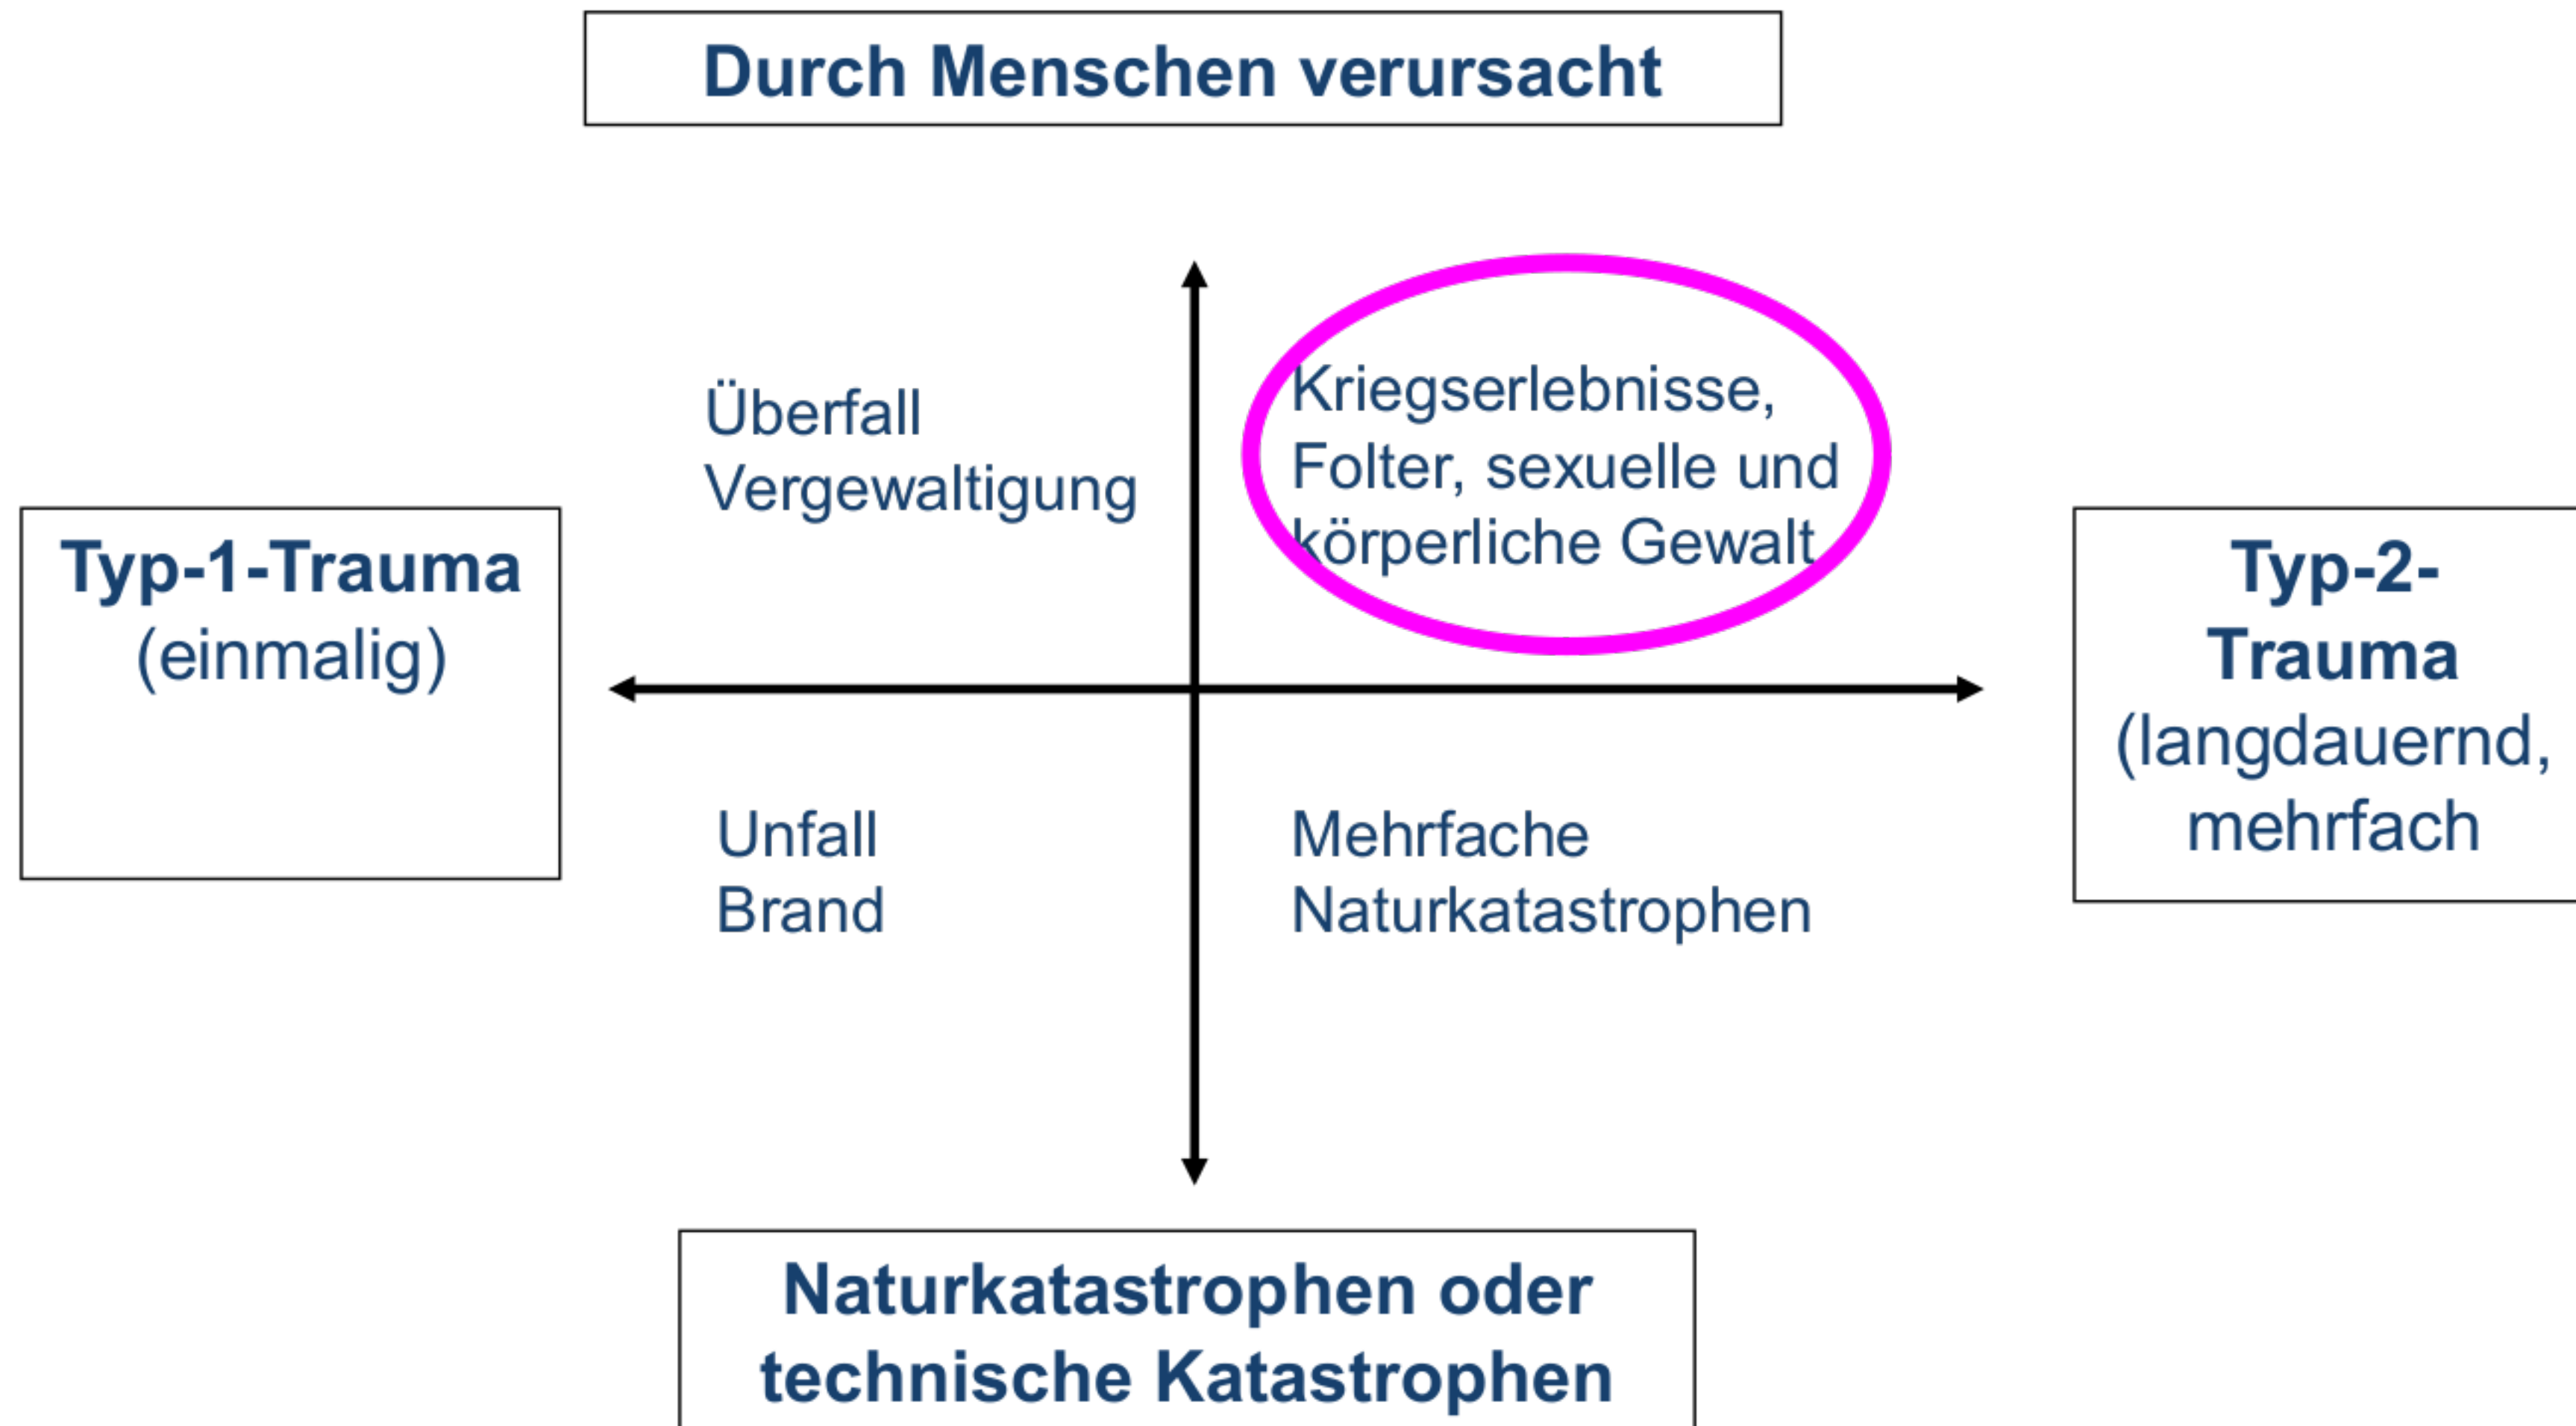 Durch Menschen verursacht
Überfall
Vergewaltigung
Kriegserlebnisse,
Folter, sexuelle und
körperliche Gewalt
Typ-1-Trauma
(einmalig)
Typ-2-
Trauma
(langdauernd,
mehrfach
Unfall
Brand
Mehrfache
Naturkatastrophen
Naturkatastrophen oder
technische Katastrophen